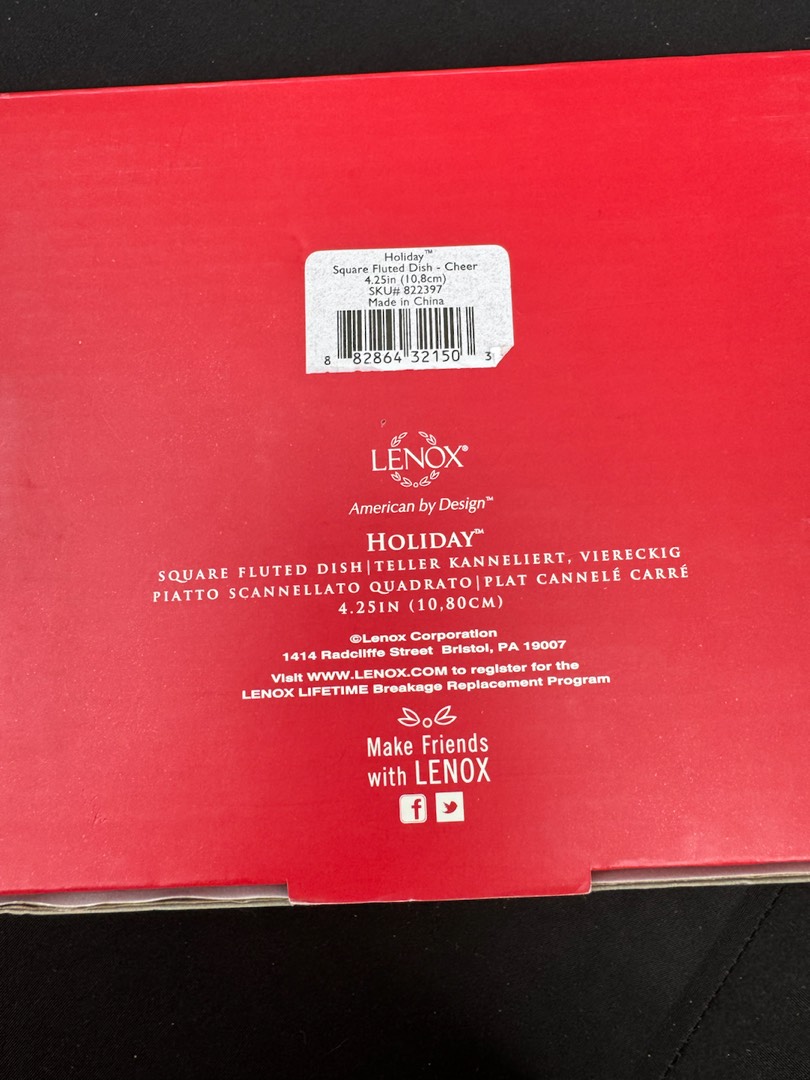 Holiday™
Square Fluted Dish - Cheer
4.25in (10,8cm)
SKU# 822397
Made in China
8 82864 32150 3
LENOX®
American by Design™
HOLIDAY™
SQUARE FLUTED DISH|TELLER KANNELIERT, VIERECKIG
PIATTO SCANNELLATO QUADRATO|PLAT CANNELÉ CARRÉ
4.25IN (10,80CM)
©Lenox Corporation
1414 Radcliffe Street Bristol, PA 19007
Visit WWW.LENOX.COM to register for the
LENOX LIFETIME Breakage Replacement Program
Make Friends
with LENOX
f